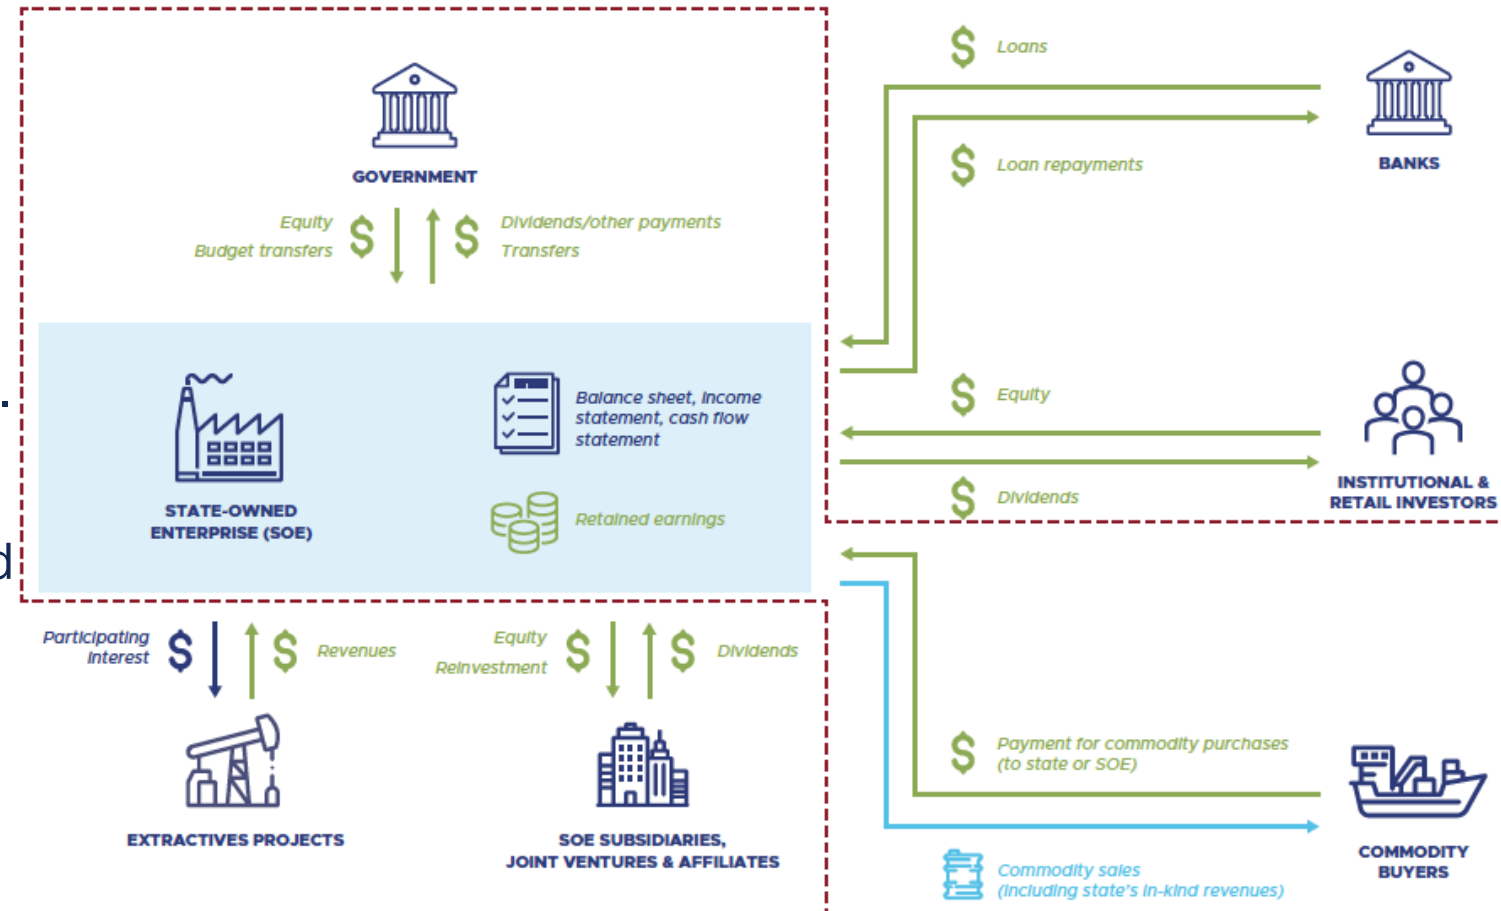 Loans
GOVERNMENT
BANKS
Loan repayments
Equity
Budget transfers
Dividends/other payments
Transfers
.
d
STATE-OWNED
ENTERPRISE (SOE)
Balance sheet, income
statement, cash flow
statement
Retained earnings
Equity
Dividends
INSTITUTIONAL &
RETAIL INVESTORS
Participating
interest
Revenues
Equity
Reinvestment
Dividends
EXTRACTIVES PROJECTS
SOE SUBSIDIARIES,
JOINT VENTURES & AFFILIATES
Payment for commodity purchases
(to state or SOE)
Commodity sales
(including state's in-kind revenues)
COMMODITY
BUYERS